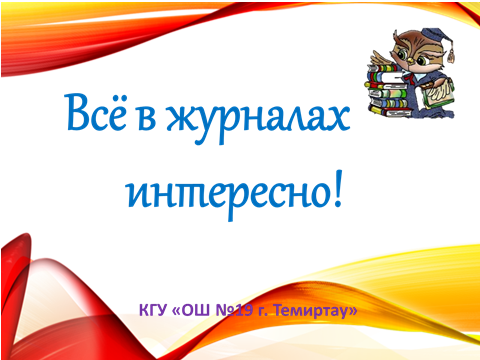 Всё в журналах
интересно!
КГУ «ОШ №19 г. Темиртау»